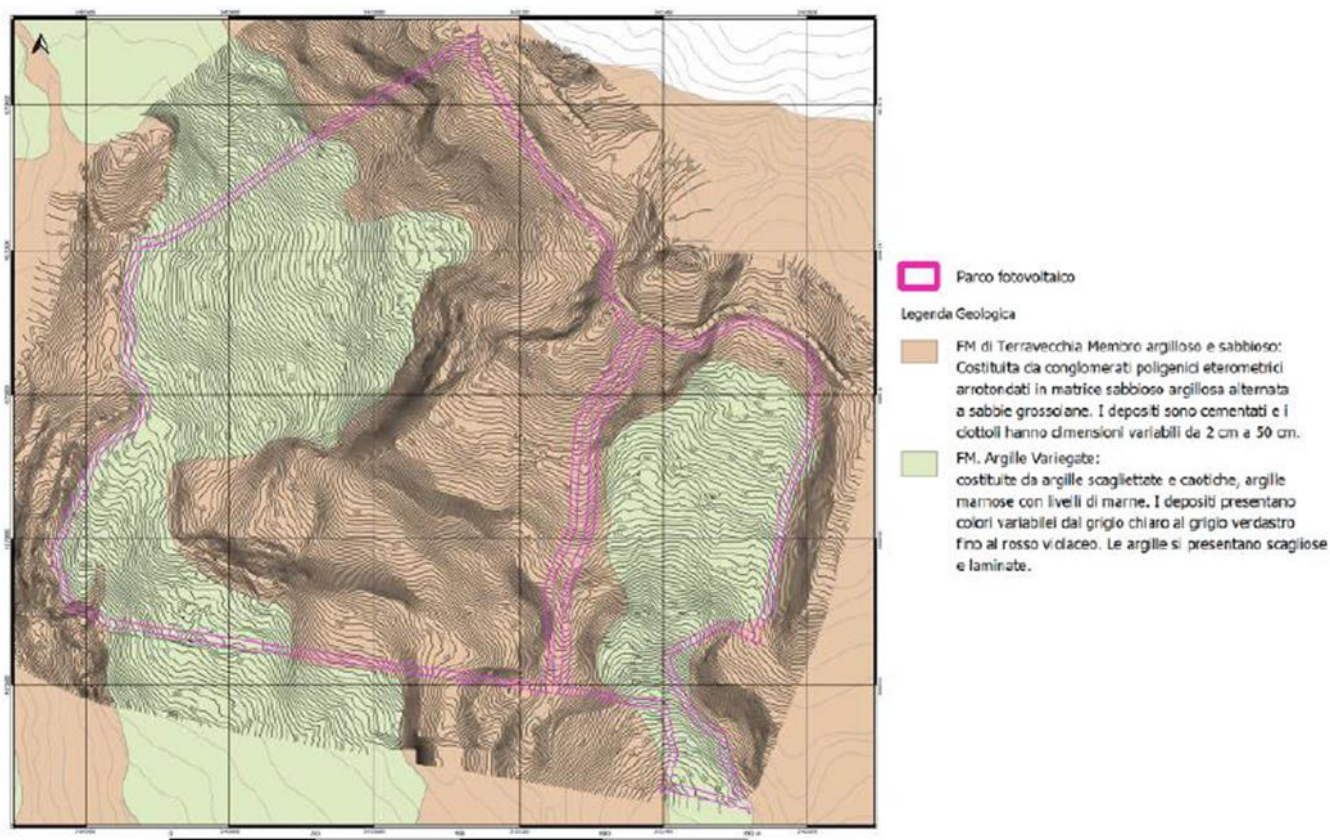 Parco fotovoltaico
Legenda Geologica
FM di Terravecchia Membro argilloso e sabbioso:
Costituita da conglomerati poligenici eterometrici
arrotondati in matrice sabbioso argillosa alternata
a sabbie grossolane. I depositi sono cementati e i
ciottoli hanno dimensioni variabili da 2 cm a 50 cm.
FM. Argille Variegate:
costituite da argille scagliettate e caotiche, argille
marnose con livelli di marne. I depositi presentano
colori variabilei dal grigio chiaro al grigio verdastro
fino al rosso violaceo. Le argille si presentano scagliose
e laminate.